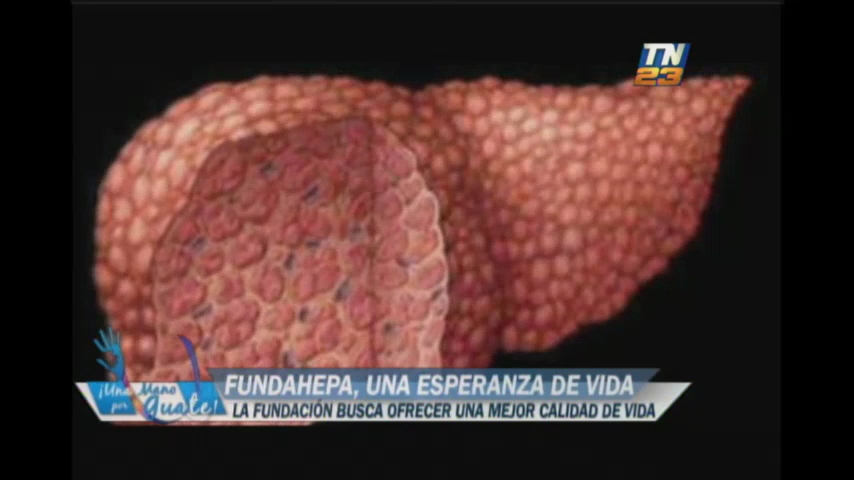 TN
23
FUNDAHEPA, UNA ESPERANZA DE VIDA
LA FUNDACIÓN BUSCA OFRECER UNA MEJOR CALIDAD DE VIDA
¡Una Mano
por Guate!